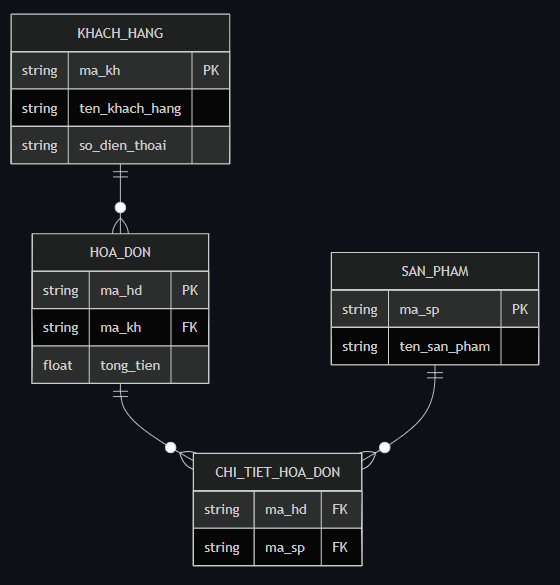 KHACH_HANG
string ma_kh PK
string ten_khach_hang
string so_dien_thoai
HOA_DON
string ma_hd PK
string ma_kh FK
float tong_tien
SAN_PHAM
string ma_sp PK
string ten_san_pham
CHI_TIET_HOA_DON
string ma_hd FK
string ma_sp FK